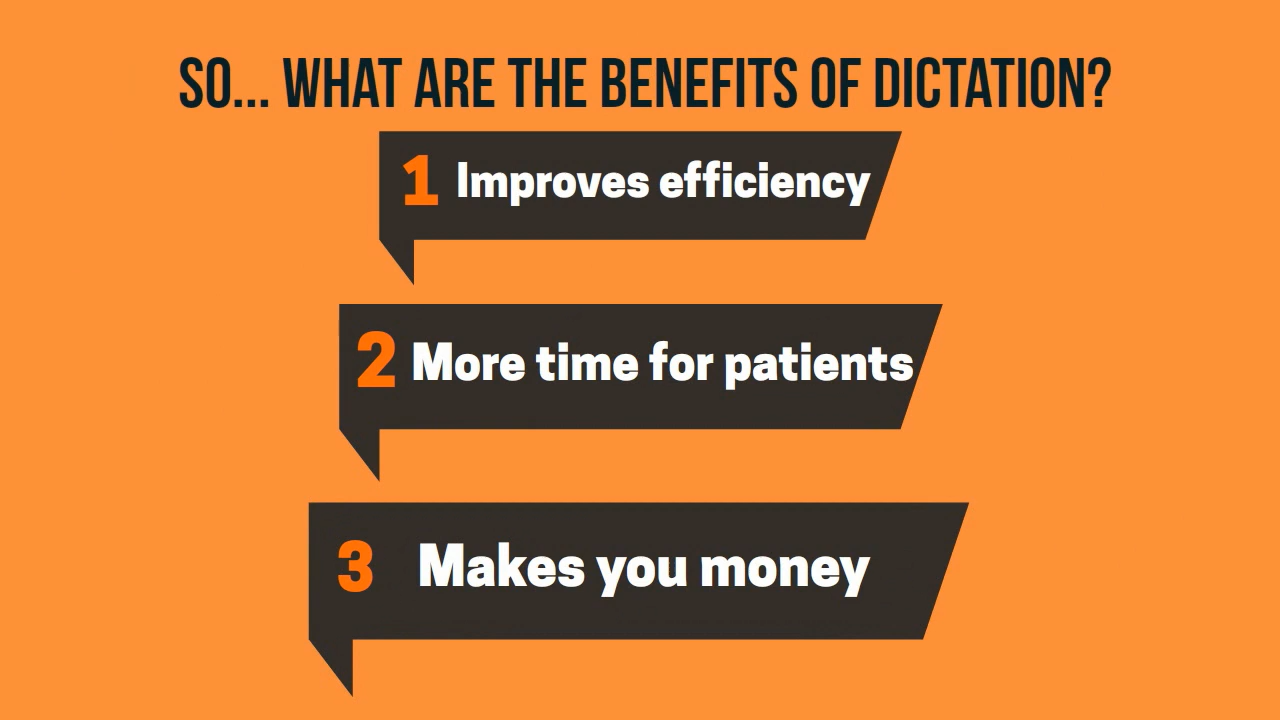 SO... WHAT ARE THE BENEFITS OF DICTATION?
1 Improves efficiency
2 More time for patients
3 Makes you money